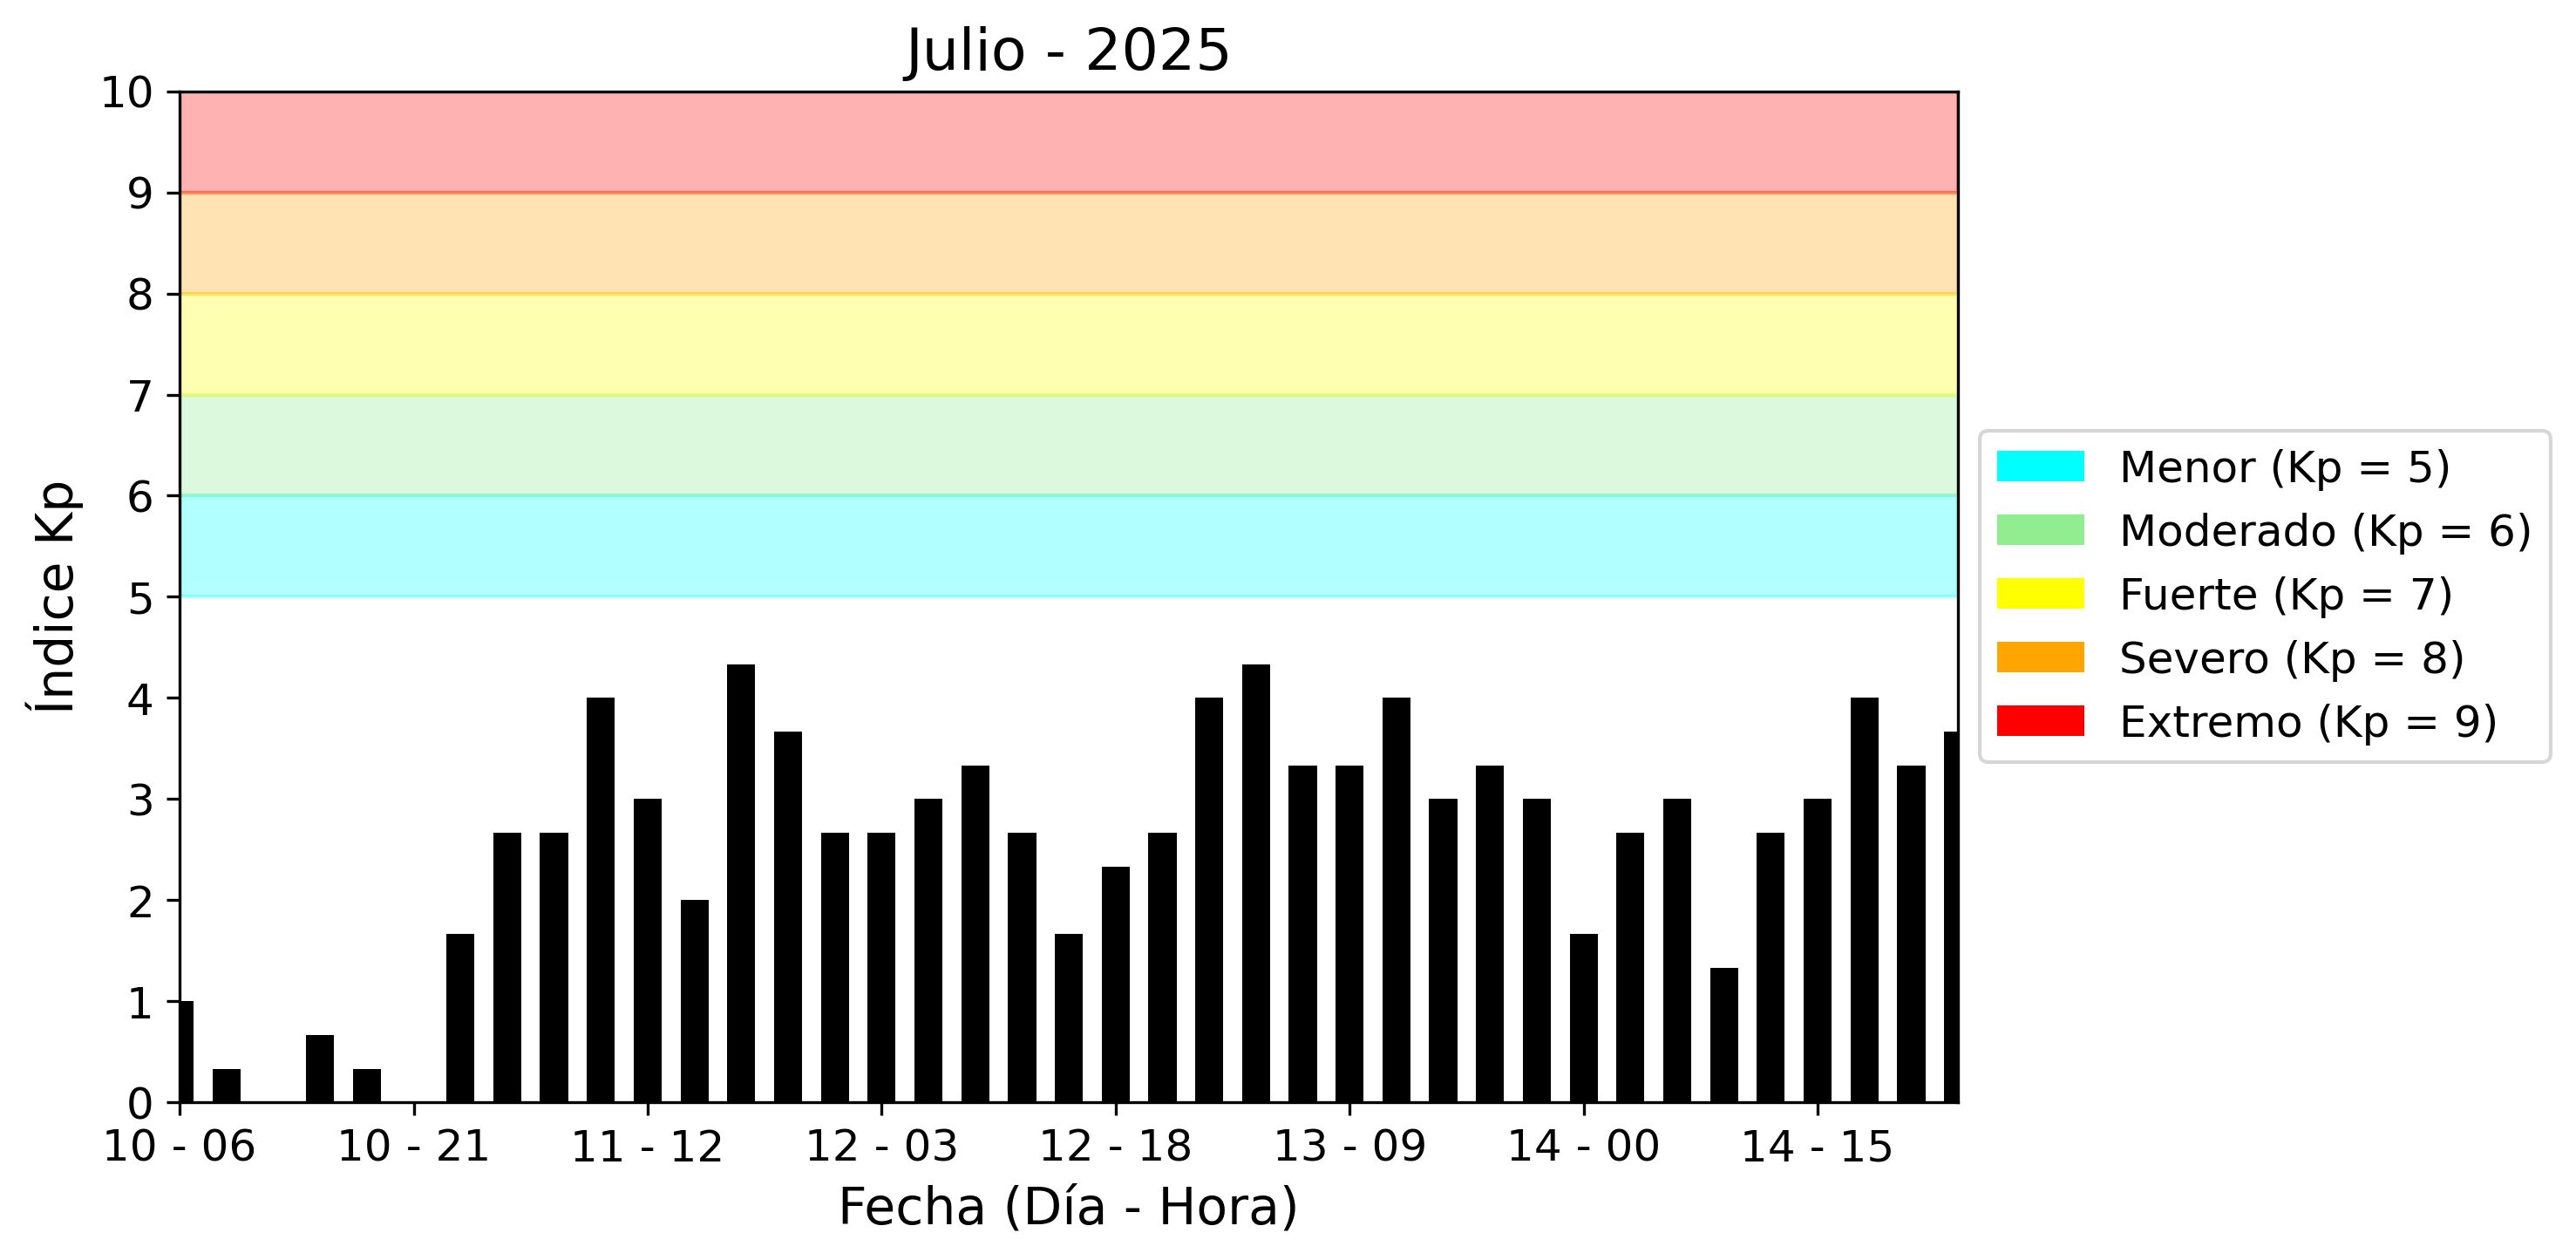 Julio - 2025
10
9
8
7
6
5
4
3
2
1
0
Índice Kp
10 - 06
10 - 21
11 - 12
12 - 03
12 - 18
13 - 09
14 - 00
14 - 15
Fecha (Día - Hora)
Menor (Kp = 5)
Moderado (Kp = 6)
Fuerte (Kp = 7)
Severo (Kp = 8)
Extremo (Kp = 9)